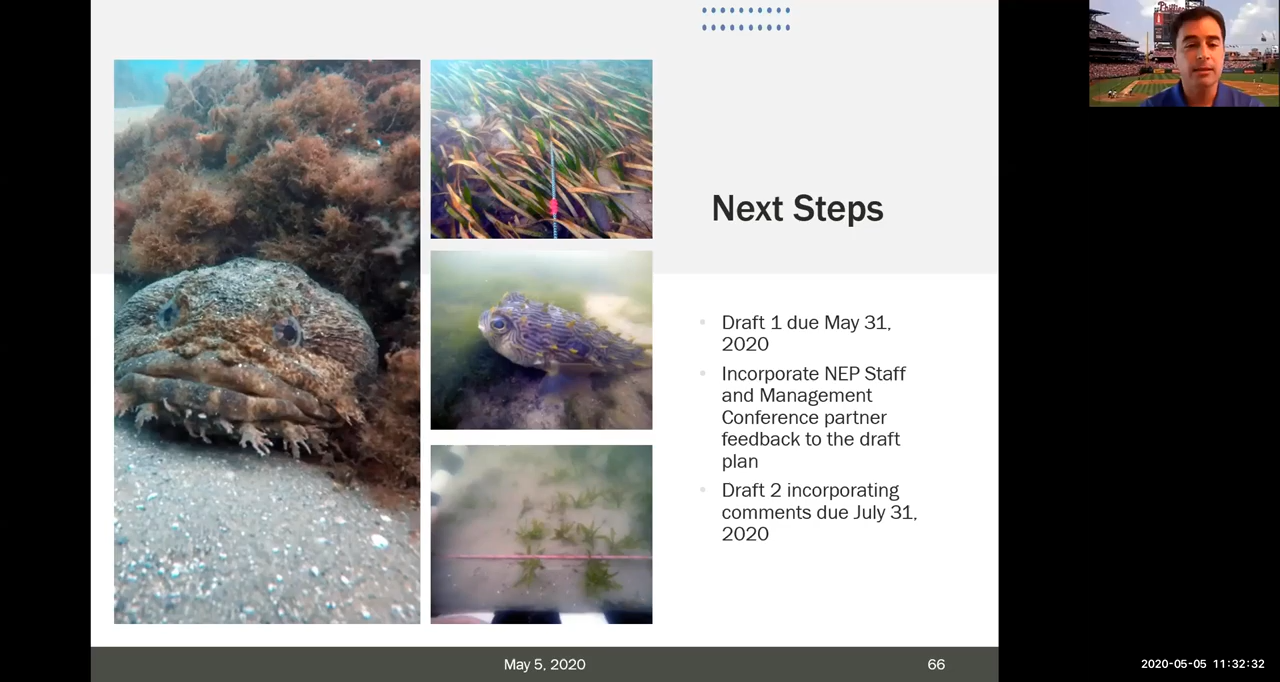 Phillies
Next Steps
• Draft 1 due May 31,
2020
• Incorporate NEP Staff
and Management
Conference partner
feedback to the draft
plan
• Draft 2 incorporating
comments due July 31,
2020
May 5, 2020
66
2020-05-05 11:32:32